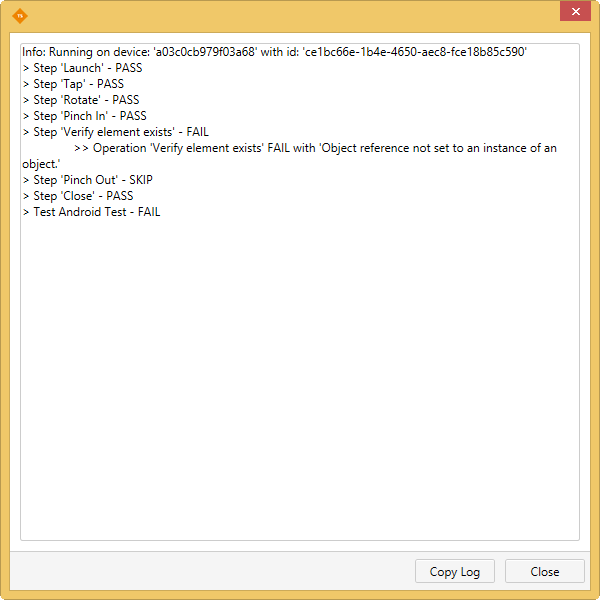 Info: Running on device: 'a03c0cb979f03a68' with id: 'ce1bc66e-1b4e-4650-aec8-fce18b85c590'
> Step 'Launch' - PASS
> Step 'Tap' - PASS
> Step 'Rotate' - PASS
> Step 'Pinch In' - PASS
> Step 'Verify element exists' - FAIL
>> Operation 'Verify element exists' FAIL with 'Object reference not set to an instance of an
object.'
> Step 'Pinch Out' - SKIP
> Step 'Close' - PASS
> Test Android Test - FAIL
Copy Log
Close